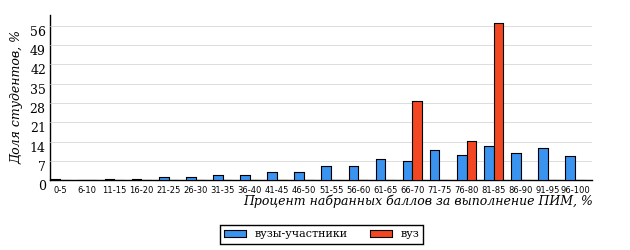 Доля студентов, %
56
49
42
35
28
21
14
7
0
0-5 6-10 11-15 16-20 21-25 26-30 31-35 36-40 41-45 46-50 51-55 56-60 61-65 66-70 71-75 76-80 81-85 86-90 91-95 96-100
Процент набранных баллов за выполнение ПИМ, %
вузы-участники вуз